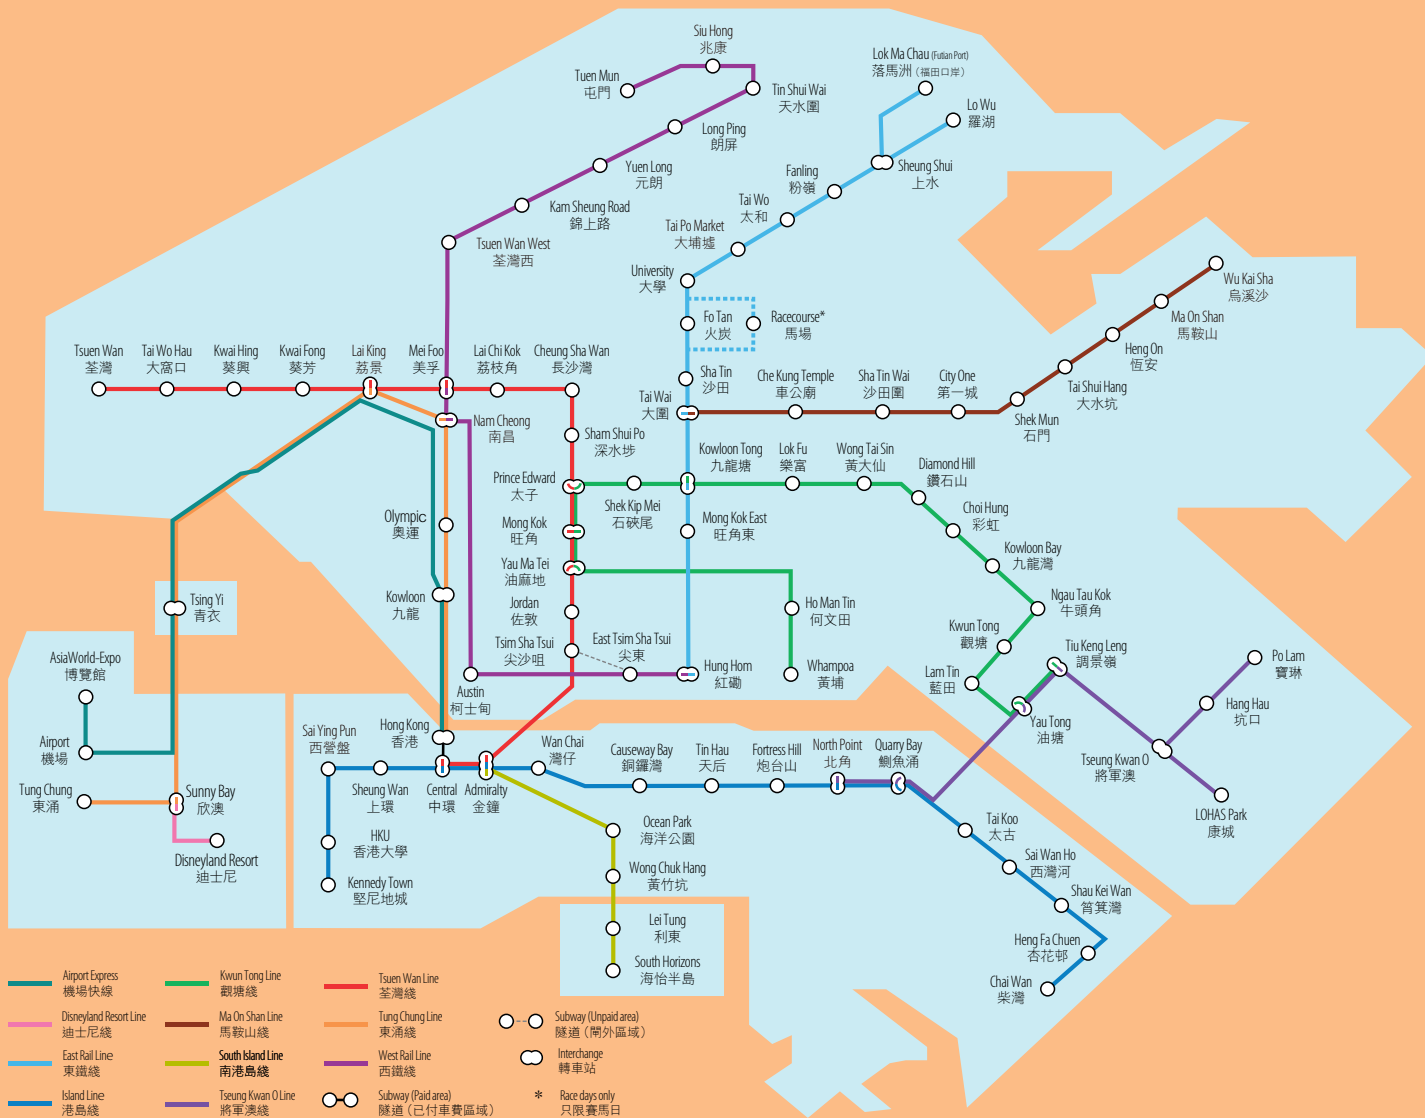 Siu Hong
兆康
Tuen Mun
屯門
Tin Shui Wai
天水圍
Long Ping
朗屏
Yuen Long
元朗
Kam Sheung Road
錦上路
Tsuen Wan West
荃灣西
Lok Ma Chau (Futian Port)
落馬洲（福田口岸）
Lo Wu
羅湖
Sheung Shui
上水
Fanling
粉嶺
Tai Wo
太和
Tai Po Market
大埔墟
University
大學
Fo Tan
火炭
Racecourse*
馬場
Sha Tin
沙田
Tai Wai
大圍
Che Kung Temple
車公廟
Sha Tin Wai
沙田圍
City One
第一城
Shek Mun
石門
Tai Shui Hang
大水坑
Heng On
恆安
Ma On Shan
馬鞍山
Wu Kai Sha
烏溪沙
Tsuen Wan
荃灣
Tai Wo Hau
大窩口
Kwai Hing
葵興
Kwai Fong
葵芳
Lai King
荔景
Mei Foo
美孚
Lai Chi Kok
荔枝角
Cheung Sha Wan
長沙灣
Nam Cheong
南昌
Sham Shui Po
深水埗
Prince Edward
太子
Shek Kip Mei
石硤尾
Kowloon Tong
九龍塘
Lok Fu
樂富
Wong Tai Sin
黃大仙
Diamond Hill
鑽石山
Choi Hung
彩虹
Kowloon Bay
九龍灣
Ngau Tau Kok
牛頭角
Kwun Tong
觀塘
Lam Tin
藍田
Tiu Keng Leng
調景嶺
Yau Tong
油塘
Po Lam
寶琳
Hang Hau
坑口
Tseung Kwan O
將軍澳
LOHAS Park
康城
Olympic
奧運
Mong Kok
旺角
Mong Kok East
旺角東
Yau Ma Tei
油麻地
Kowloon
九龍
Jordan
佐敦
Ho Man Tin
何文田
Whampoa
黃埔
Tsim Sha Tsui
尖沙咀
East Tsim Sha Tsui
尖東
Hung Hom
紅磡
Austin
柯士甸
Tsing Yi
青衣
AsiaWorld-Expo
博覽館
Airport
機場
Tung Chung
東涌
Sunny Bay
欣澳
Disneyland Resort
迪士尼
Hong Kong
香港
Sai Ying Pun
西營盤
Sheung Wan
上環
Central
中環
Admiralty
金鐘
Wan Chai
灣仔
Causeway Bay
銅鑼灣
Tin Hau
天后
Fortress Hill
炮台山
North Point
北角
Quarry Bay
鰂魚涌
HKU
香港大學
Kennedy Town
堅尼地城
Ocean Park
海洋公園
Wong Chuk Hang
黃竹坑
Lei Tung
利東
South Horizons
海怡半島
Tai Koo
太古
Sai Wan Ho
西灣河
Shau Kei Wan
筲箕灣
Heng Fa Chuen
杏花邨
Chai Wan
柴灣
Airport Express
機場快線
Disneyland Resort Line
迪士尼綫
East Rail Line
東鐵綫
Island Line
港島綫
Kwun Tong Line
觀塘綫
Ma On Shan Line
馬鞍山綫
South Island Line
南港島綫
Tseung Kwan O Line
將軍澳綫
Tsuen Wan Line
荃灣綫
Tung Chung Line
東涌綫
West Rail Line
西鐵綫
Subway (Paid area)
隧道（已付車費區域）
Subway (Unpaid area)
隧道（閘外區域）
Interchange
轉車站
* Race days only
只限賽馬日